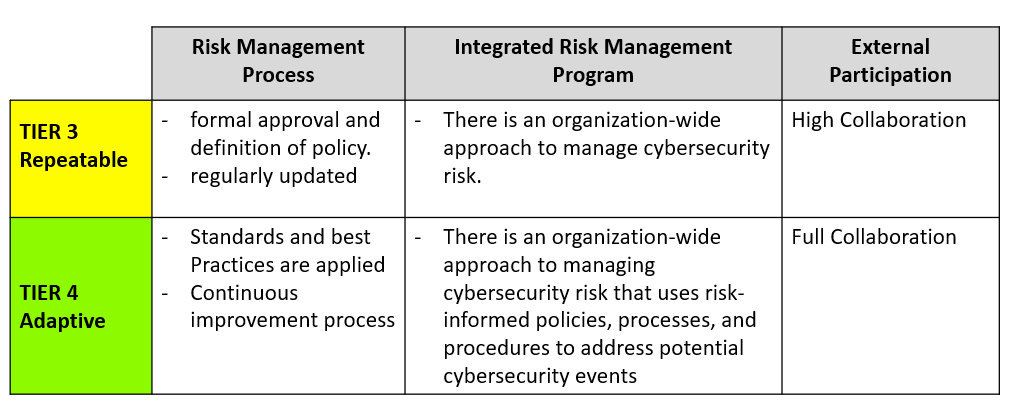 Risk Management
Process
Integrated Risk Management
Program
External
Participation
TIER 3
Repeatable
- formal approval and
definition of policy.
- regularly updated
- There is an organization-wide
approach to manage cybersecurity
risk.
High Collaboration
TIER 4
Adaptive
- Standards and best
Practices are applied
- Continuous
improvement process
- There is an organization-wide
approach to managing
cybersecurity risk that uses risk-
informed policies, processes, and
procedures to address potential
cybersecurity events
Full Collaboration